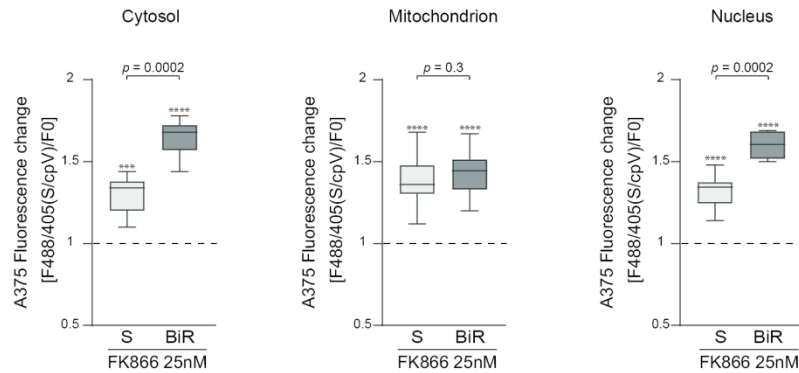 Cytosol
A375 Fluorescence change
[F488/405(S/cpV)/F0]
2
1.5
1
0.5
p = 0.0002
***
****
S BiR
FK866 25nM
Mitochondrion
A375 Fluorescence change
[F488/405(S/cpV)/F0]
2
1.5
1
0.5
p = 0.3
****
****
S BiR
FK866 25nM
Nucleus
A375 Fluorescence change
[F488/405(S/cpV)/F0]
2
1.5
1
0.5
p = 0.0002
****
****
S BiR
FK866 25nM